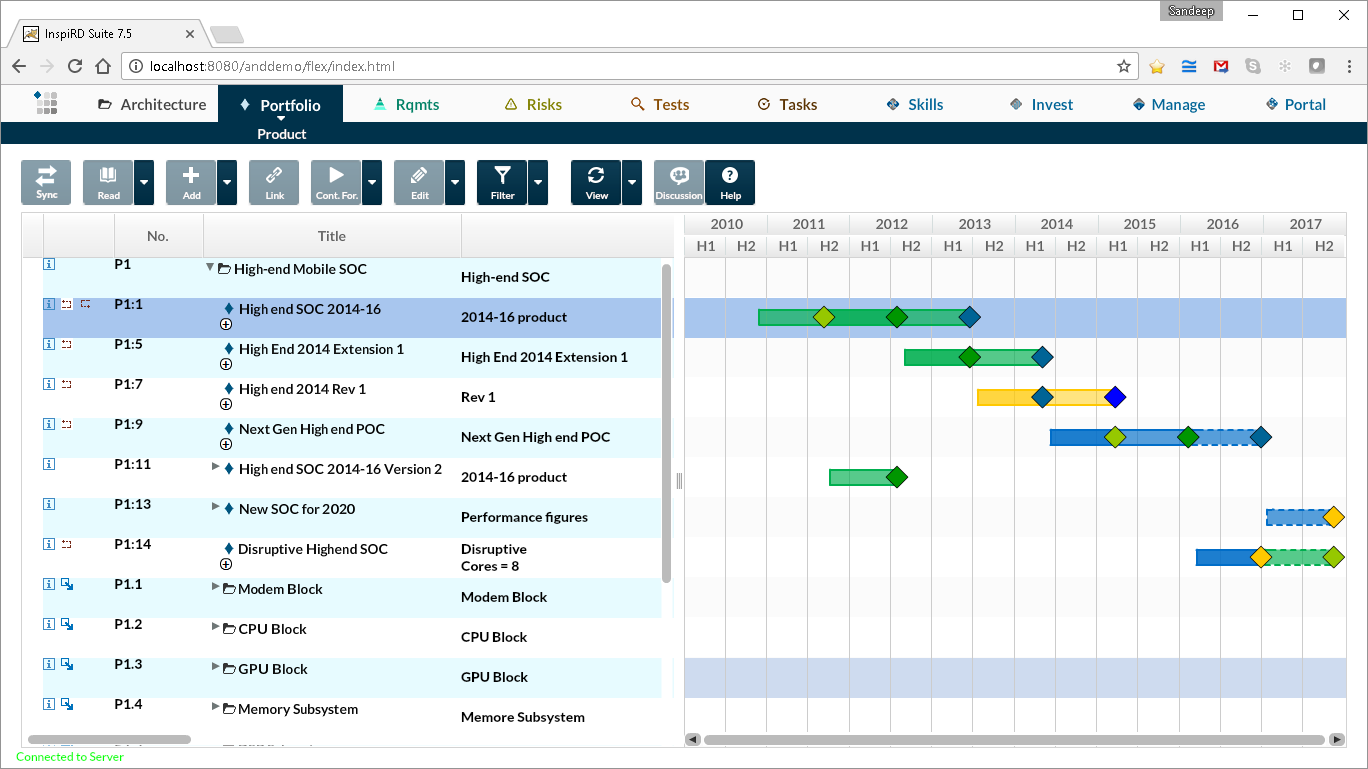 Sandeep
InspiRD Suite 7.5
localhost:8080/anddemo/flex/index.html
Architecture Portfolio Rqmts Risks Tests Tasks Skills Invest Manage Portal
Product
Sync Read Add Link Cont. For. Edit Filter View Discussion Help
No. Title
2010 2011 2012 2013 2014 2015 2016 2017
H1 H2 H1 H2 H1 H2 H1 H2 H1 H2 H1 H2 H1 H2 H1 H2
P1 High-end Mobile SOC High-end SOC
P1:1 High end SOC 2014-16 2014-16 product
P1:5 High End 2014 Extension 1 High End 2014 Extension 1
P1:7 High end 2014 Rev 1 Rev 1
P1:9 Next Gen High end POC Next Gen High end POC
P1:11 High end SOC 2014-16 Version 2 2014-16 product
P1:13 New SOC for 2020 Performance figures
P1:14 Disruptive Highend SOC Disruptive
Cores = 8
P1.1 Modem Block Modem Block
P1.2 CPU Block CPU Block
P1.3 GPU Block GPU Block
P1.4 Memory Subsystem Memore Subsystem
Connected to Server